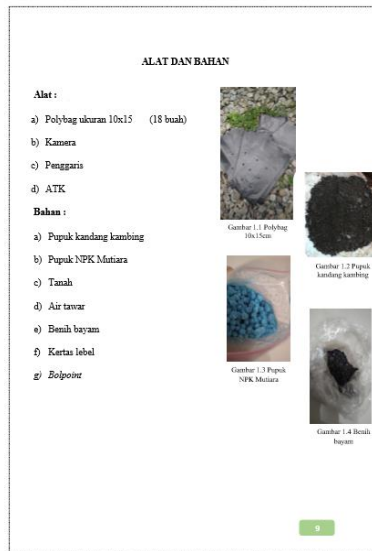 ALAT DAN BAHAN
Alat :
a) Polybag ukuran 10x15 (18 buah)
b) Kamera
c) Penggaris
d) ATK
Bahan :
a) Pupuk kandang kambing
b) Pupuk NPK Mutiara
c) Tanah
d) Air tawar
e) Benih bayam
f) Kertas lebel
g) Bolpoint
Gambar 1.1 Polybag
10x15cm
Gambar 1.2 Pupuk
kandang kambing
Gambar 1.3 Pupuk
NPK Mutiara
Gambar 1.4 Benih
bayam
9